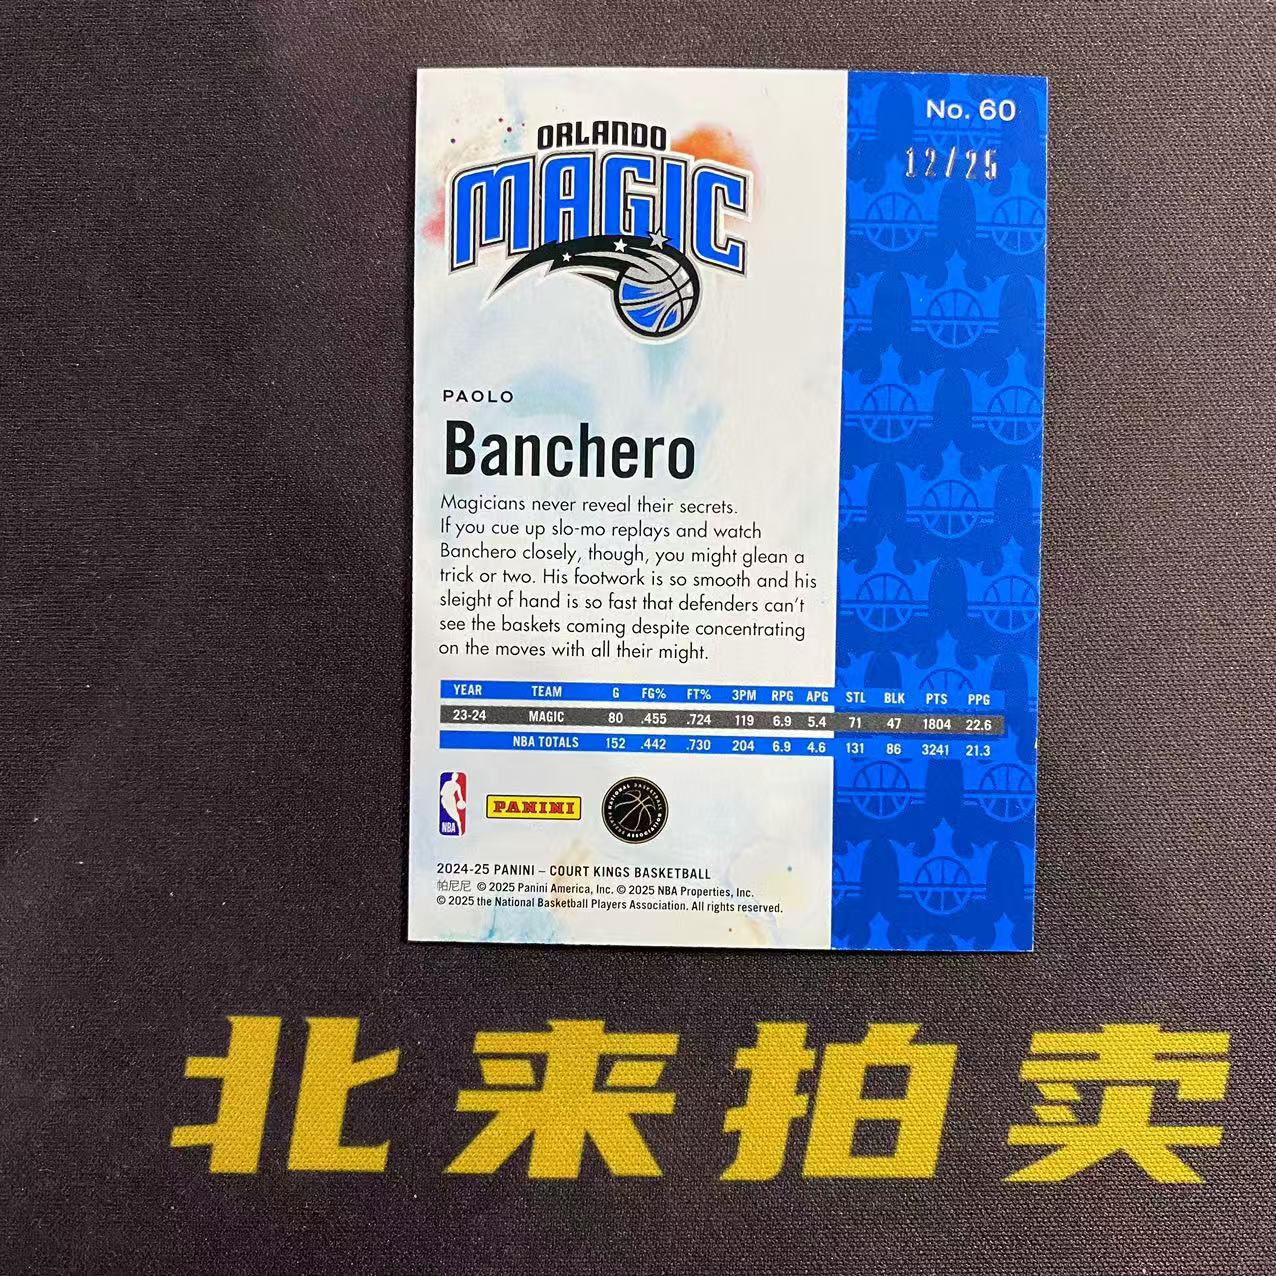 No. 60
12/25
ORLANDO
MAGIC
PAOLO
Banchero
Magicians never reveal their secrets.
If you cue up slo-mo replays and watch
Banchero closely, though, you might glean a
trick or two. His footwork is so smooth and his
sleight of hand is so fast that defenders can't
see the baskets coming despite concentrating
on the moves with all their might.
YEAR TEAM G FG% FT% 3PM RPG APG STL BLK PTS PPG
23-24 MAGIC 80 .455 .724 119 6.9 5.4 71 47 1804 22.6
NBA TOTALS 152 .442 .730 204 6.9 4.6 131 86 3241 21.3
NBA
PANINI
NATIONAL BASKETBALL PLAYERS ASSOCIATION
2024-25 PANINI – COURT KINGS BASKETBALL
帕尼尼 © 2025 Panini America, Inc. © 2025 NBA Properties, Inc.
© 2025 the National Basketball Players Association. All rights reserved.
北来拍卖